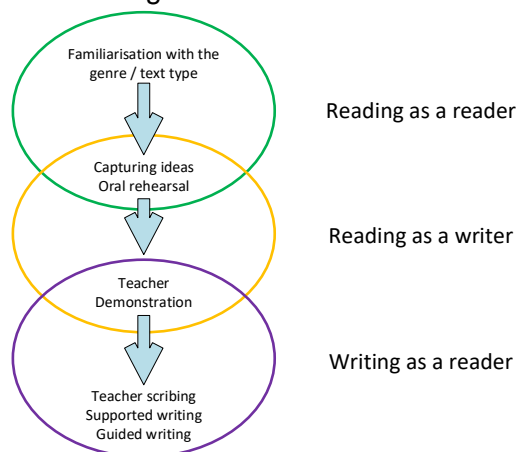 Familiarisation with the
genre / text type
Reading as a reader
Capturing ideas
Oral rehearsal
Reading as a writer
Teacher
Demonstration
Writing as a reader
Teacher scribing
Supported writing
Guided writing